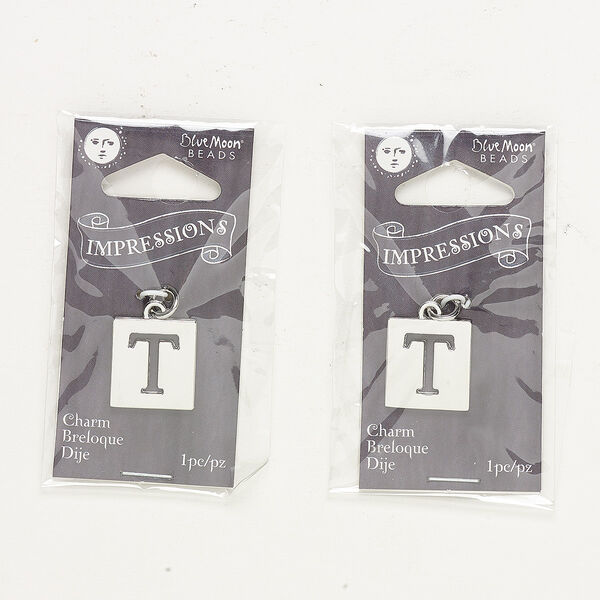 Blue Moon®
BEADS
IMPRESSIONS
T
Charm
Breloque
Dije
1pc/pz
Blue Moon®
BEADS
IMPRESSIONS
T
Charm
Breloque
Dije
1pc/pz